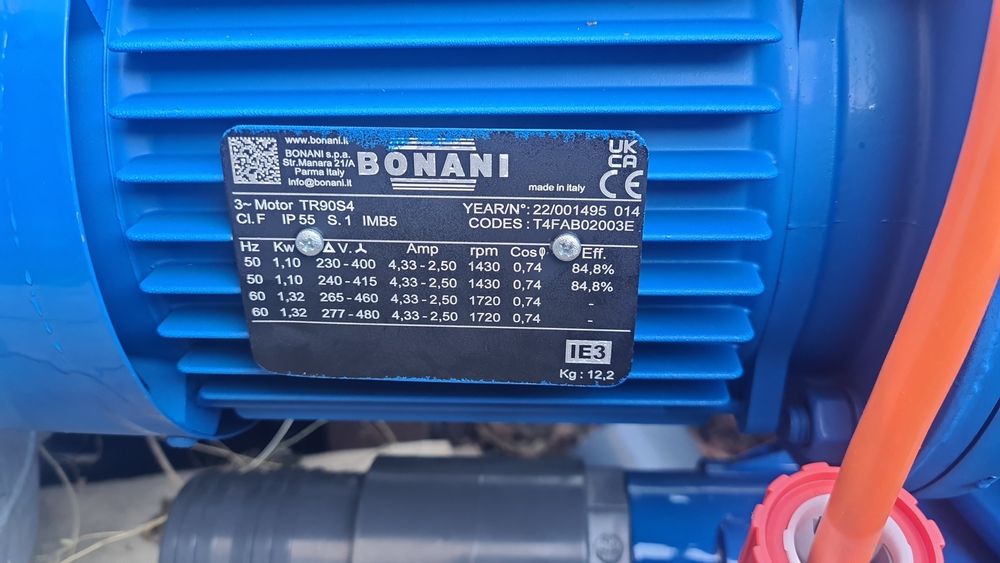 www.bonani.it
BONANI s.p.a.
Str.Manara 21/A
Parma Italy
info@bonani.it
BONANI
made in italy
UK
CA
CE
3~ Motor TR90S4
YEAR/N°: 22/001495 014
Cl.F IP 55 S.1 IMB5
CODES : T4FAB02003E
Hz Kw Δ V. ⅄ Amp rpm Cosφ Eff.
50 1,10 230-400 4,33-2,50 1430 0,74 84,8%
50 1,10 240-415 4,33-2,50 1430 0,74 84,8%
60 1,32 265-460 4,33-2,50 1720 0,74 -
60 1,32 277-480 4,33-2,50 1720 0,74 -
IE3
Kg : 12,2